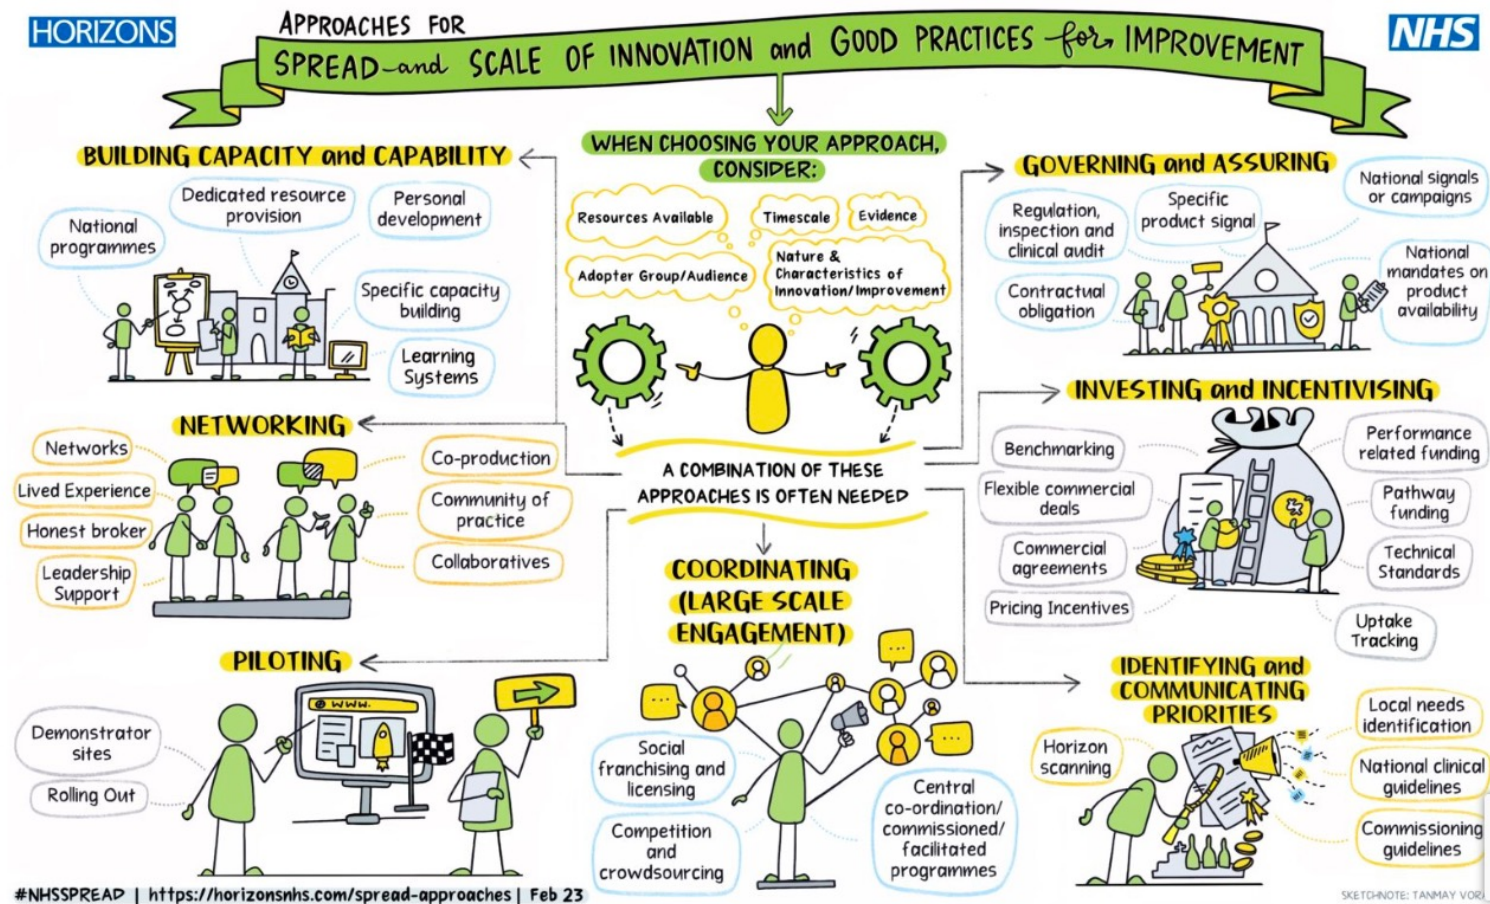 HORIZONS
NHS
APPROACHES FOR
SPREAD and SCALE OF INNOVATION and GOOD PRACTICES for IMPROVEMENT
WHEN CHOOSING YOUR APPROACH,
CONSIDER:
Resources Available
Timescale
Evidence
Adopter Group/Audience
Nature &
Characteristics of
Innovation/Improvement
A COMBINATION OF THESE
APPROACHES IS OFTEN NEEDED
BUILDING CAPACITY and CAPABILITY
National
programmes
Dedicated resource
provision
Personal
development
Specific capacity
building
Learning
Systems
NETWORKING
Networks
Lived Experience
Honest broker
Leadership
Support
Co-production
Community of
practice
Collaboratives
PILOTING
Demonstrator
sites
Rolling Out
WWW.
COORDINATING
(LARGE SCALE
ENGAGEMENT)
...
...
...
Social
franchising and
licensing
Competition
and
crowdsourcing
Central
co-ordination/
commissioned/
facilitated
programmes
GOVERNING and ASSURING
Regulation,
inspection and
clinical audit
Specific
product signal
National signals
or campaigns
Contractual
obligation
National
mandates on
product
availability
INVESTING and INCENTIVISING
Benchmarking
Flexible commercial
deals
Commercial
agreements
Pricing Incentives
Performance
related funding
Pathway
funding
Technical
Standards
Uptake
Tracking
IDENTIFYING and
COMMUNICATING
PRIORITIES
Horizon
scanning
Local needs
identification
National clinical
guidelines
Commissioning
guidelines
#NHSSPREAD | https://horizonsnhs.com/spread-approaches | Feb 23
SKETCHNOTE: TANMAY VOR